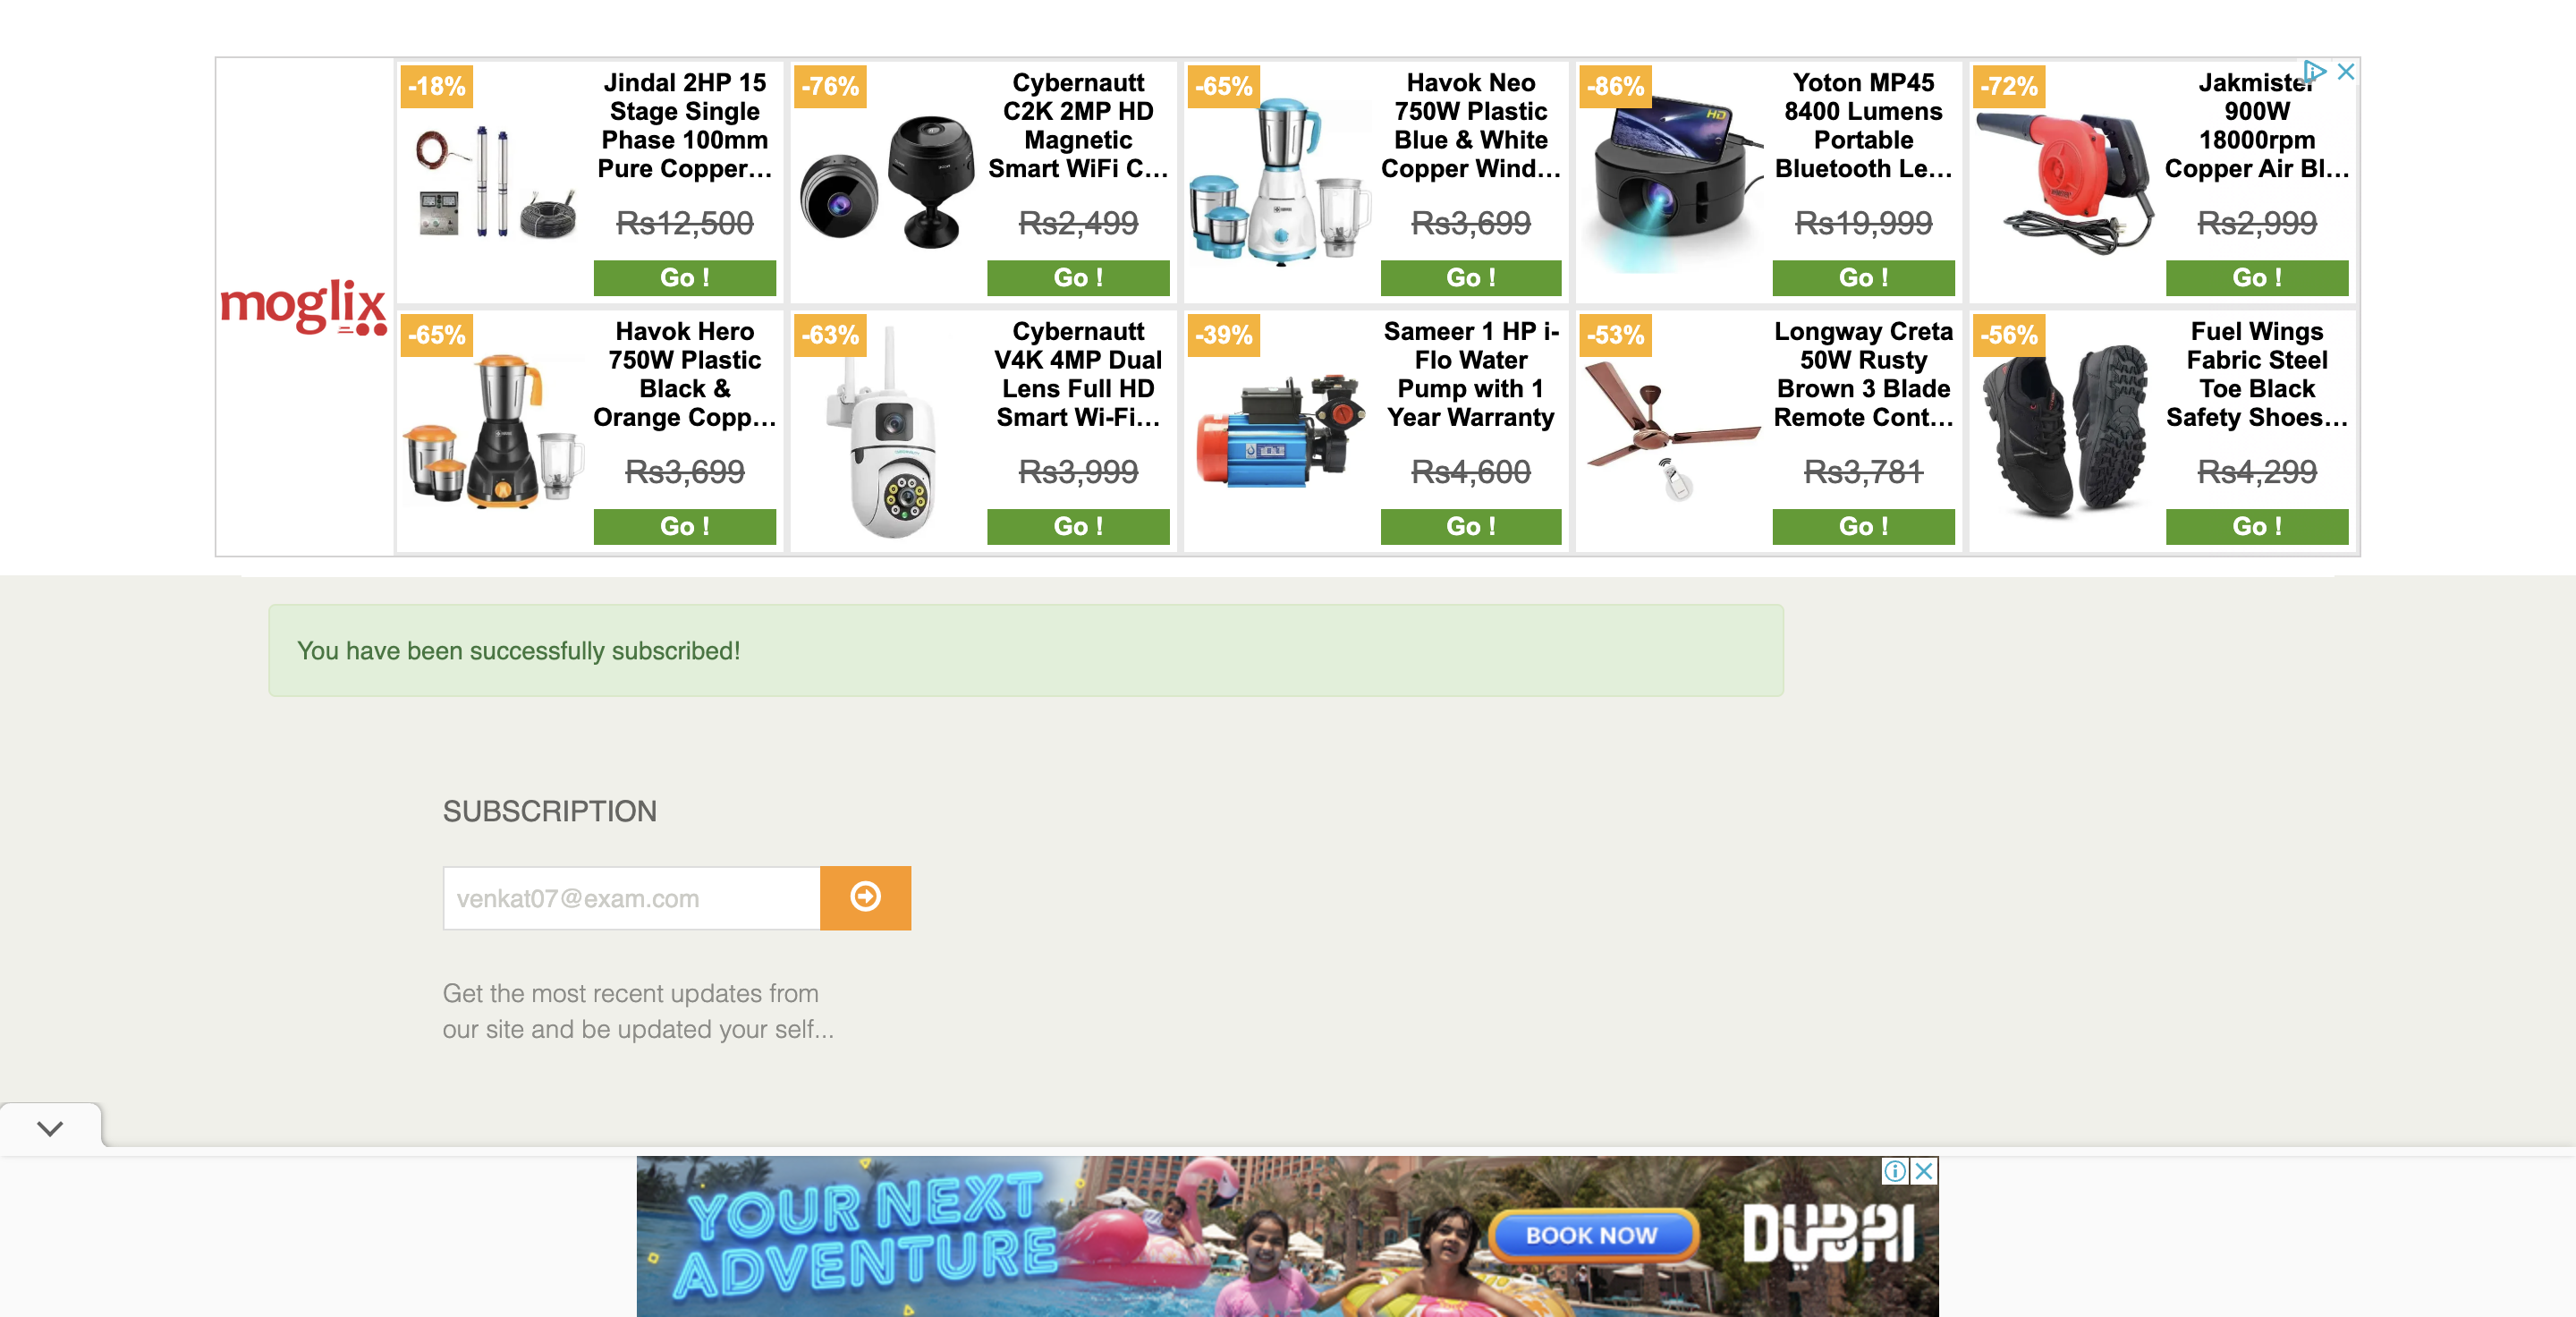 moglix
-18%
Jindal 2HP 15
Stage Single
Phase 100mm
Pure Copper...
Rs12,500
Go !
-76%
Cybernautt
C2K 2MP HD
Magnetic
Smart WiFi C...
Rs2,499
Go !
-65%
Havok Neo
750W Plastic
Blue & White
Copper Wind...
Rs3,699
Go !
-86%
HD
Yoton MP45
8400 Lumens
Portable
Bluetooth Le...
Rs19,999
Go !
-72%
Jakmister
900W
18000rpm
Copper Air Bl...
Rs2,999
Go !
-65%
Havok Hero
750W Plastic
Black &
Orange Copp...
Rs3,699
Go !
-63%
Cybernautt
V4K 4MP Dual
Lens Full HD
Smart Wi-Fi...
Rs3,999
Go !
-39%
Sameer 1 HP i-
Flo Water
Pump with 1
Year Warranty
Rs4,600
Go !
-53%
Longway Creta
50W Rusty
Brown 3 Blade
Remote Cont...
Rs3,781
Go !
-56%
Fuel Wings
Fabric Steel
Toe Black
Safety Shoes...
Rs4,299
Go !
You have been successfully subscribed!
SUBSCRIPTION
venkat07@exam.com
Get the most recent updates from
our site and be updated your self...
YOUR NEXT
ADVENTURE
BOOK NOW
DUBAI